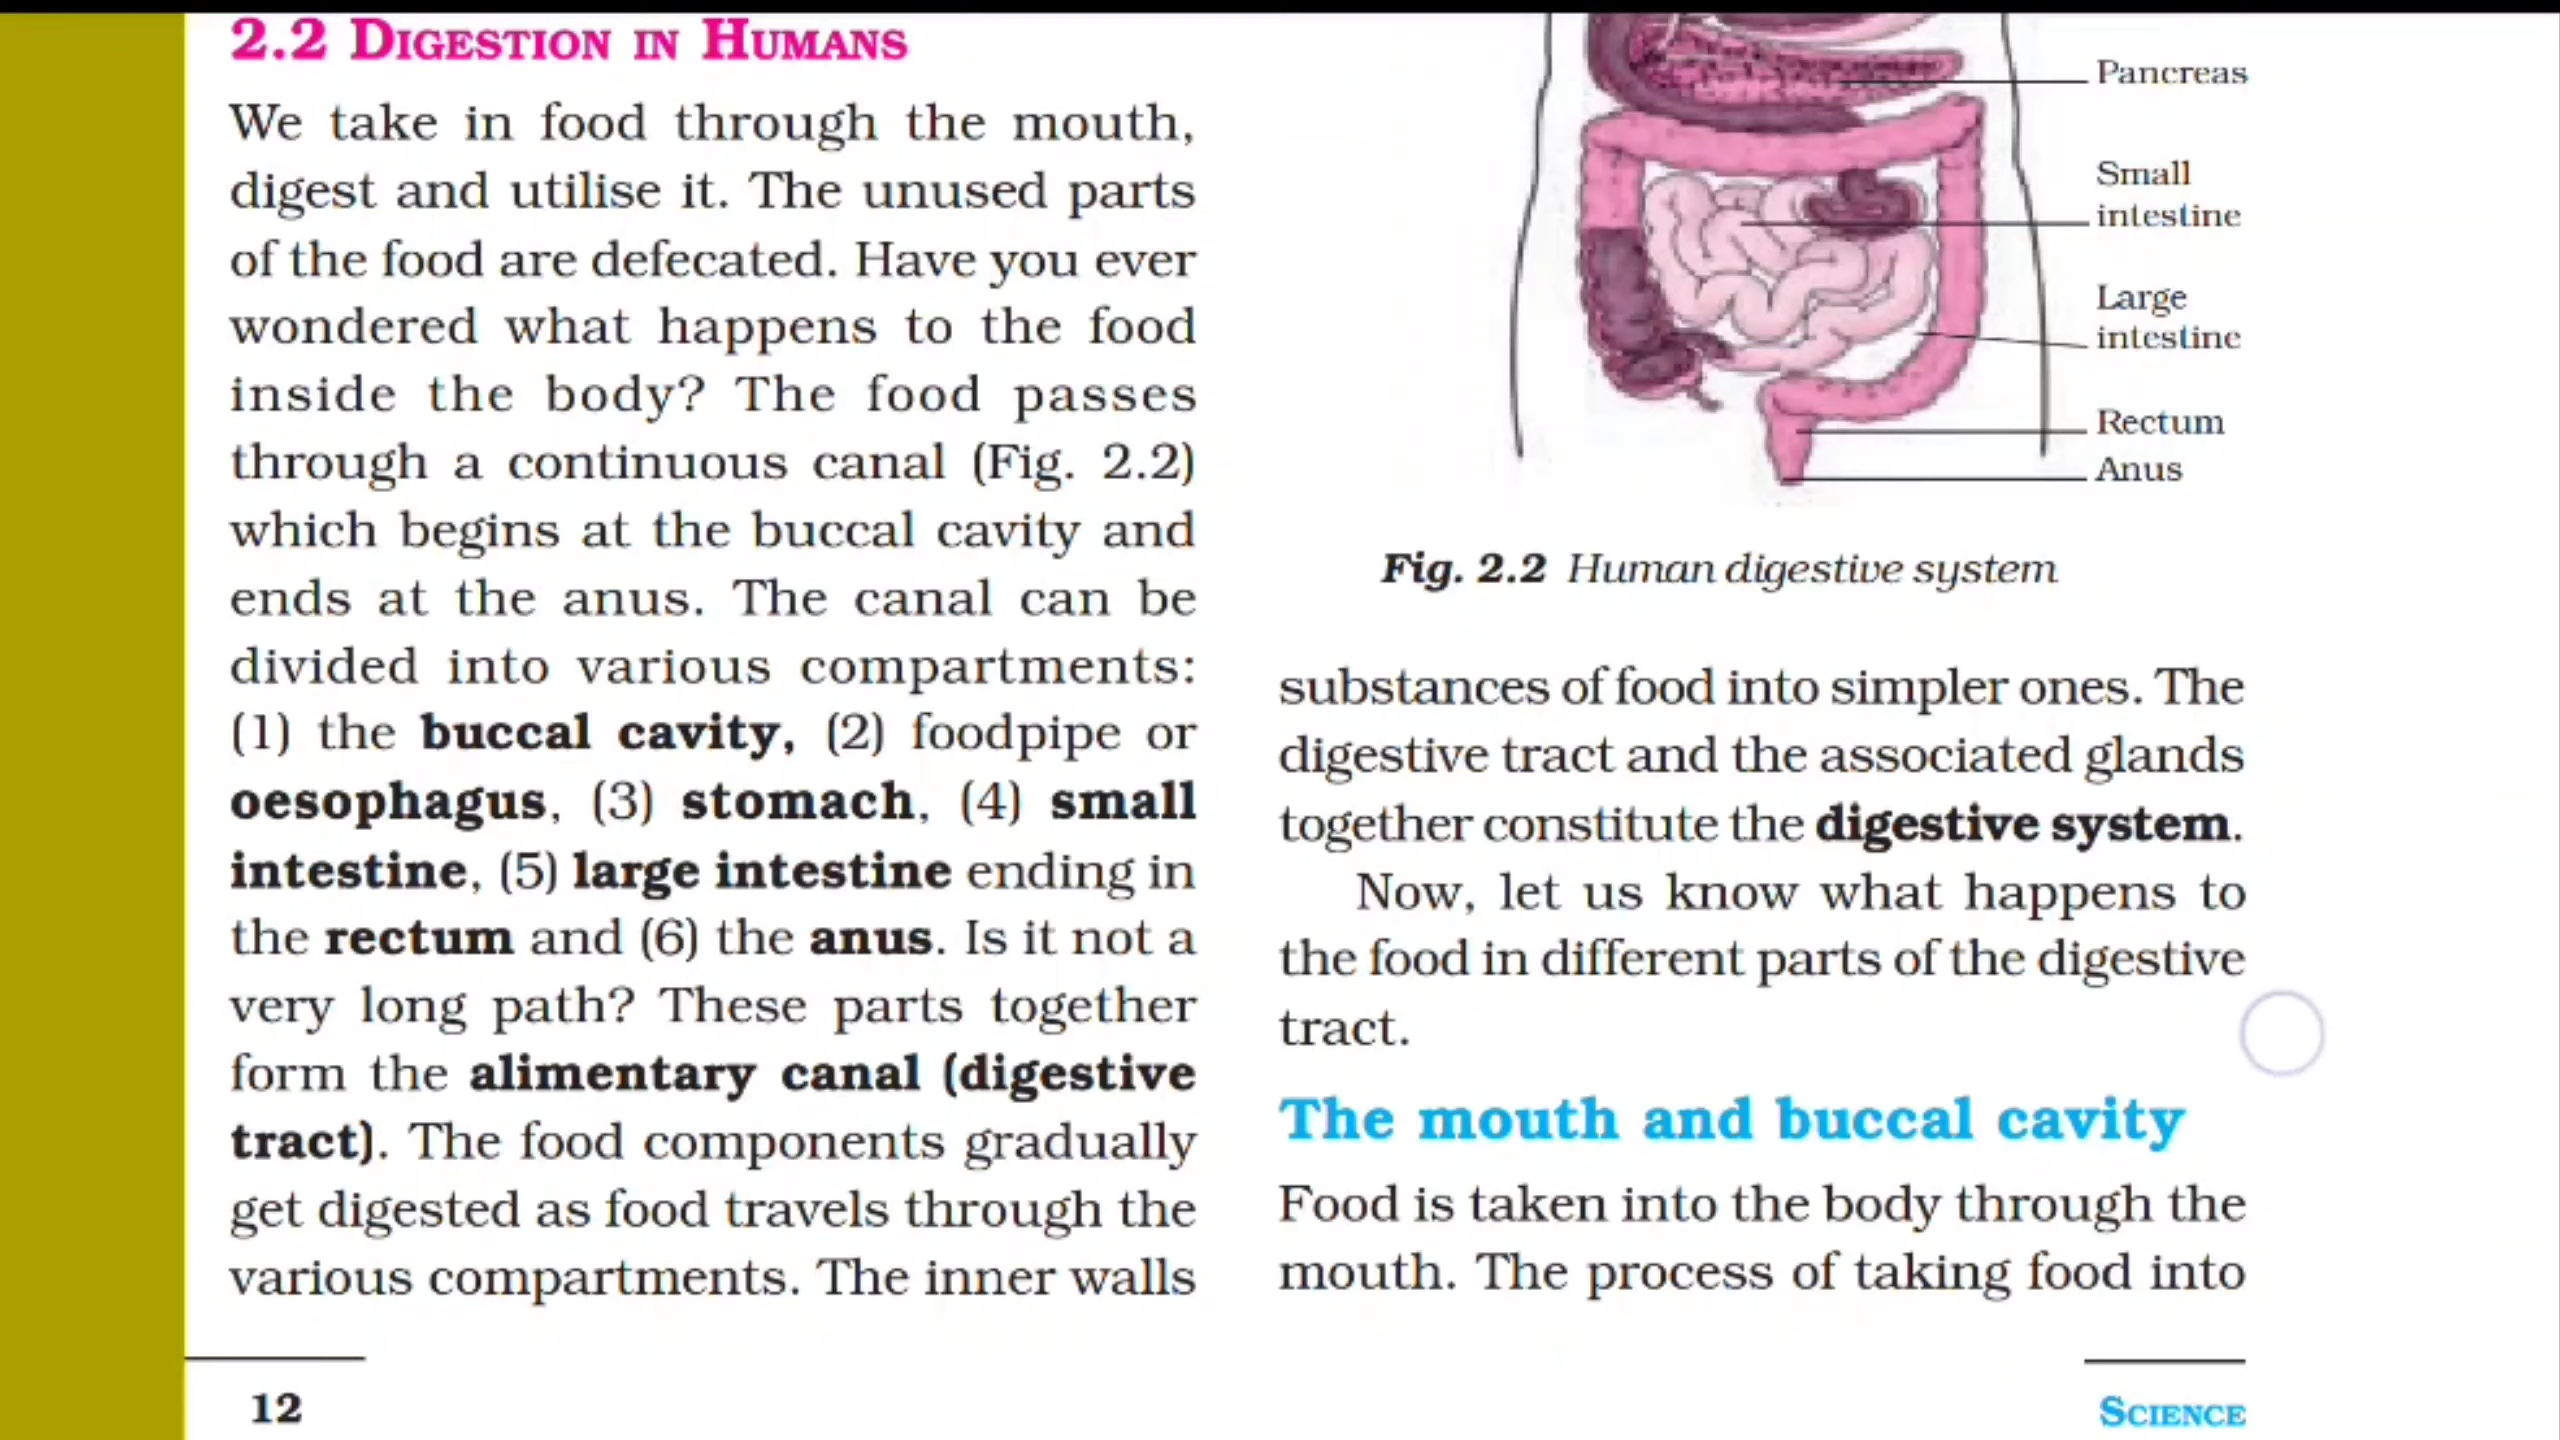 2.2 DIGESTION IN HUMANS
We take in food through the mouth,
digest and utilise it. The unused parts
of the food are defecated. Have you ever
wondered what happens to the food
inside the body? The food passes
through a continuous canal (Fig. 2.2)
which begins at the buccal cavity and
ends at the anus. The canal can be
divided into various compartments:
(1) the buccal cavity, (2) foodpipe or
oesophagus, (3) stomach, (4) small
intestine, (5) large intestine ending in
the rectum and (6) the anus. Is it not a
very long path? These parts together
form the alimentary canal (digestive
tract). The food components gradually
get digested as food travels through the
various compartments. The inner walls
12
Pancreas
Small
intestine
Large
intestine
Rectum
Anus
Fig. 2.2 Human digestive system
substances of food into simpler ones. The
digestive tract and the associated glands
together constitute the digestive system.
Now, let us know what happens to
the food in different parts of the digestive
tract.
The mouth and buccal cavity
Food is taken into the body through the
mouth. The process of taking food into
SCIENCE